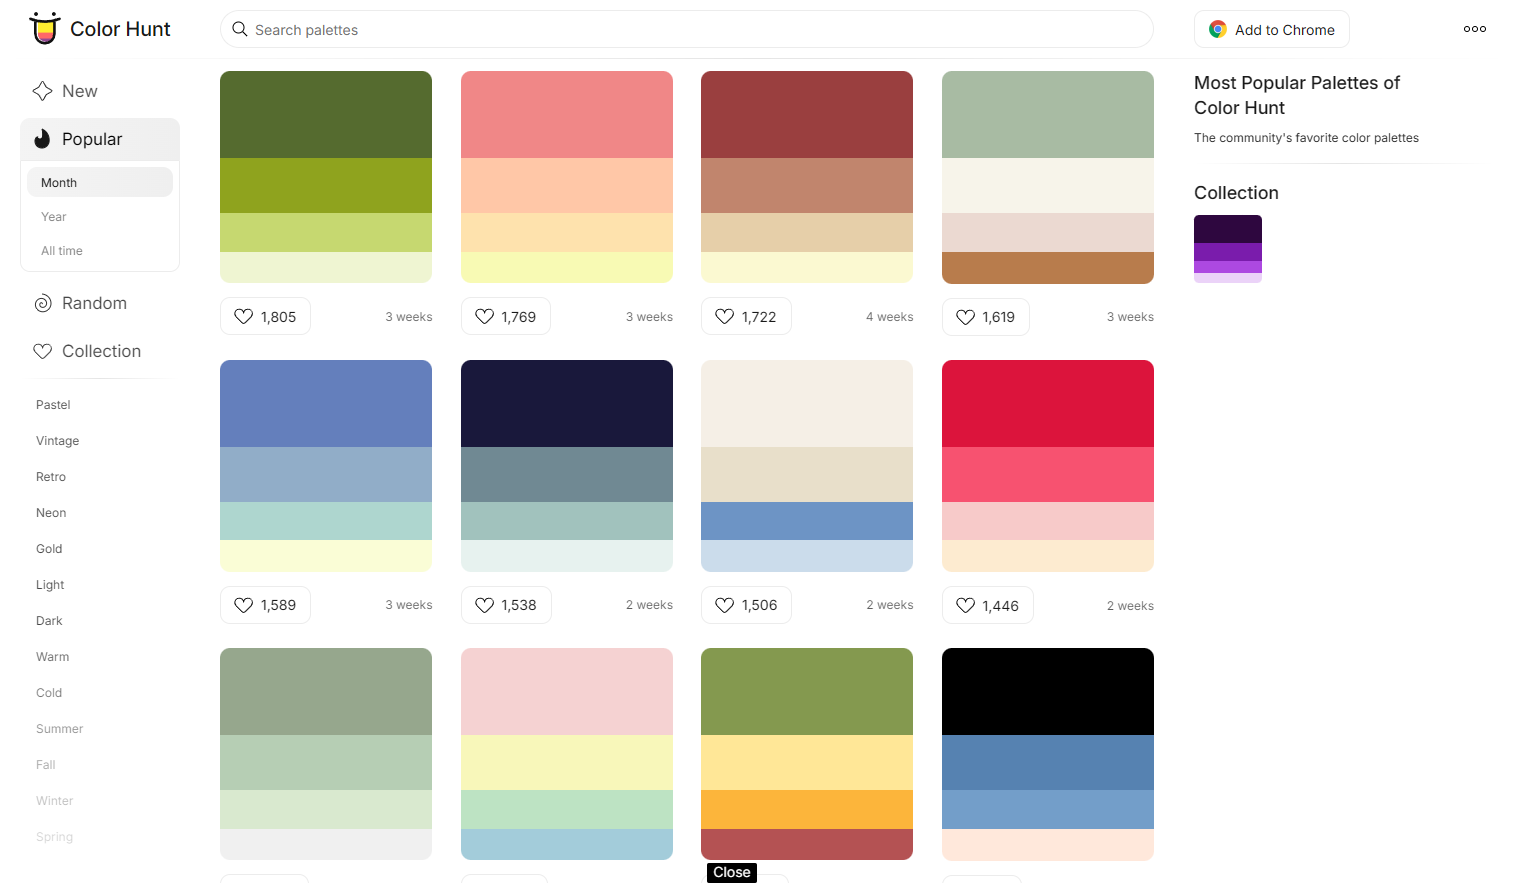 Color Hunt
Search palettes
Add to Chrome
New
Popular
Month
Year
All time
Random
Collection
Pastel
Vintage
Retro
Neon
Gold
Light
Dark
Warm
Cold
Summer
Fall
Winter
Spring
1,805 3 weeks
1,769 3 weeks
1,722 4 weeks
1,619 3 weeks
1,589 3 weeks
1,538 2 weeks
1,506 2 weeks
1,446 2 weeks
Close
Most Popular Palettes of
Color Hunt
The community's favorite color palettes
Collection